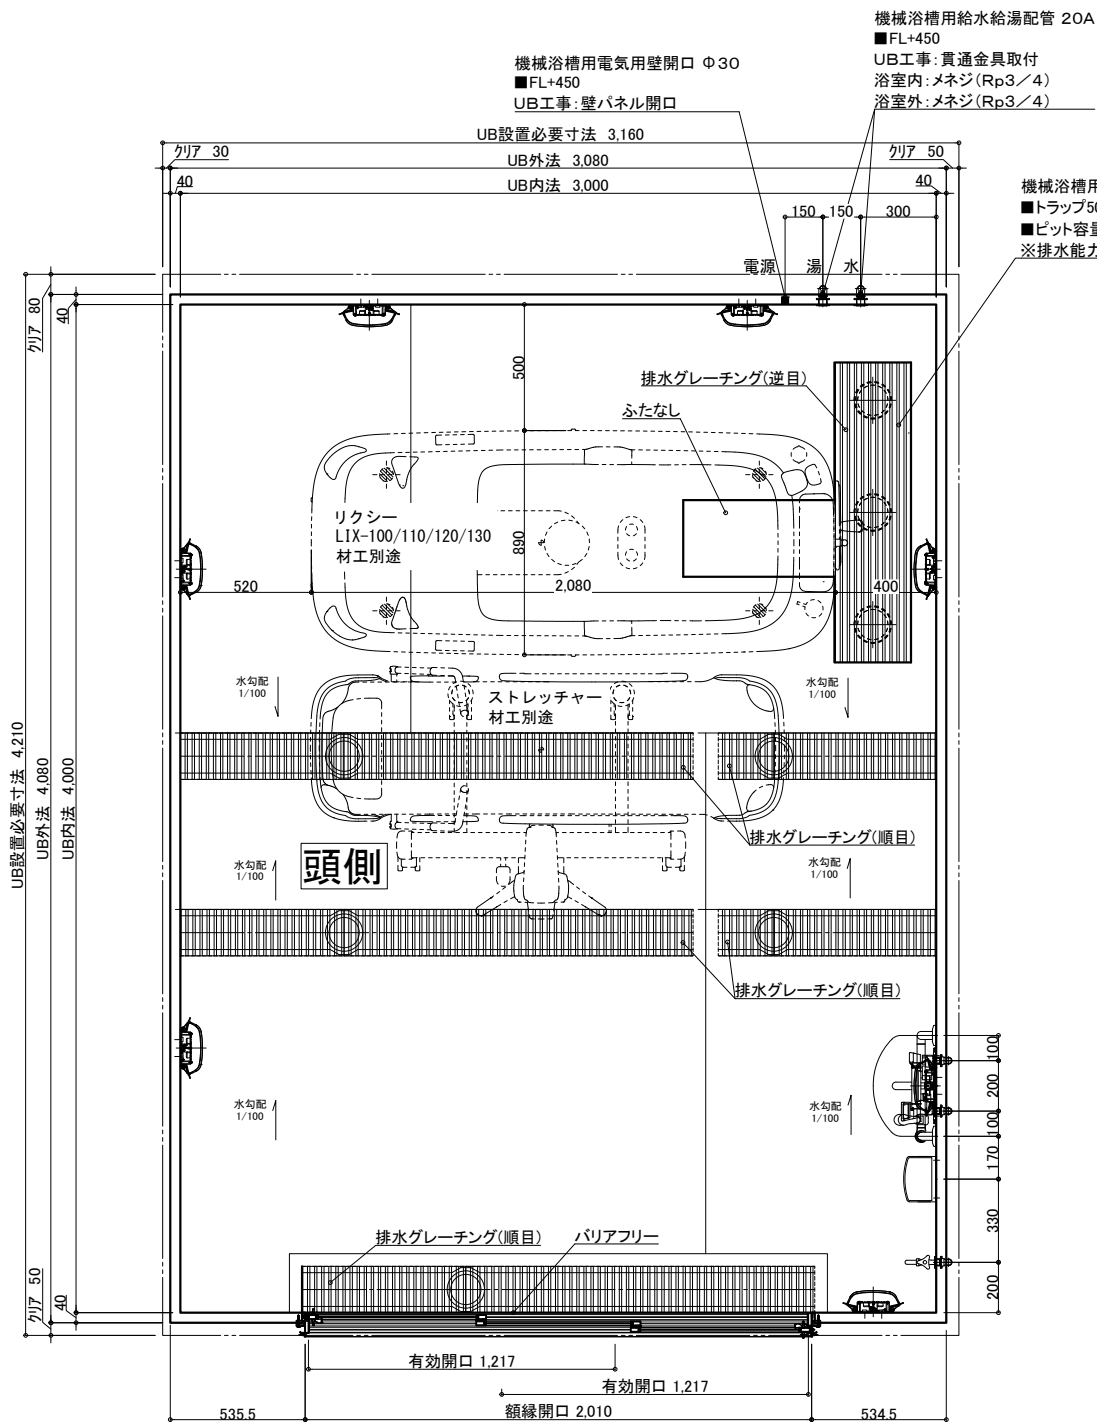 機械浴槽用給水給湯配管 20A
■FL+450
UB工事:貫通金具取付
浴室内:メネジ(Rp3/4)
浴室外:メネジ(Rp3/4)
機械浴槽用電気用壁開口 Φ30
■FL+450
UB工事:壁パネル開口
UB設置必要寸法 3,160
クリア 30
UB外法 3,080
クリア 50
40
UB内法 3,000
40
機械浴槽用
■トラップ50
■ピット容量
※排水能力
150
150
300
電源
湯
水
クリア 80
40
500
排水グレーチング(逆目)
ふたなし
リクシー
LIX-100/110/120/130
材工別途
890
520
2,080
400
水勾配
1/100
水勾配
1/100
ストレッチャー
材工別途
UB設置必要寸法 4,210
UB外法 4,080
UB内法 4,000
排水グレーチング(順目)
頭側
水勾配
1/100
水勾配
1/100
排水グレーチング(順目)
100
200
100
170
330
200
水勾配
1/100
水勾配
1/100
排水グレーチング(順目)
バリアフリー
クリア 50
40
有効開口 1,217
有効開口 1,217
535.5
額縁開口 2,010
534.5